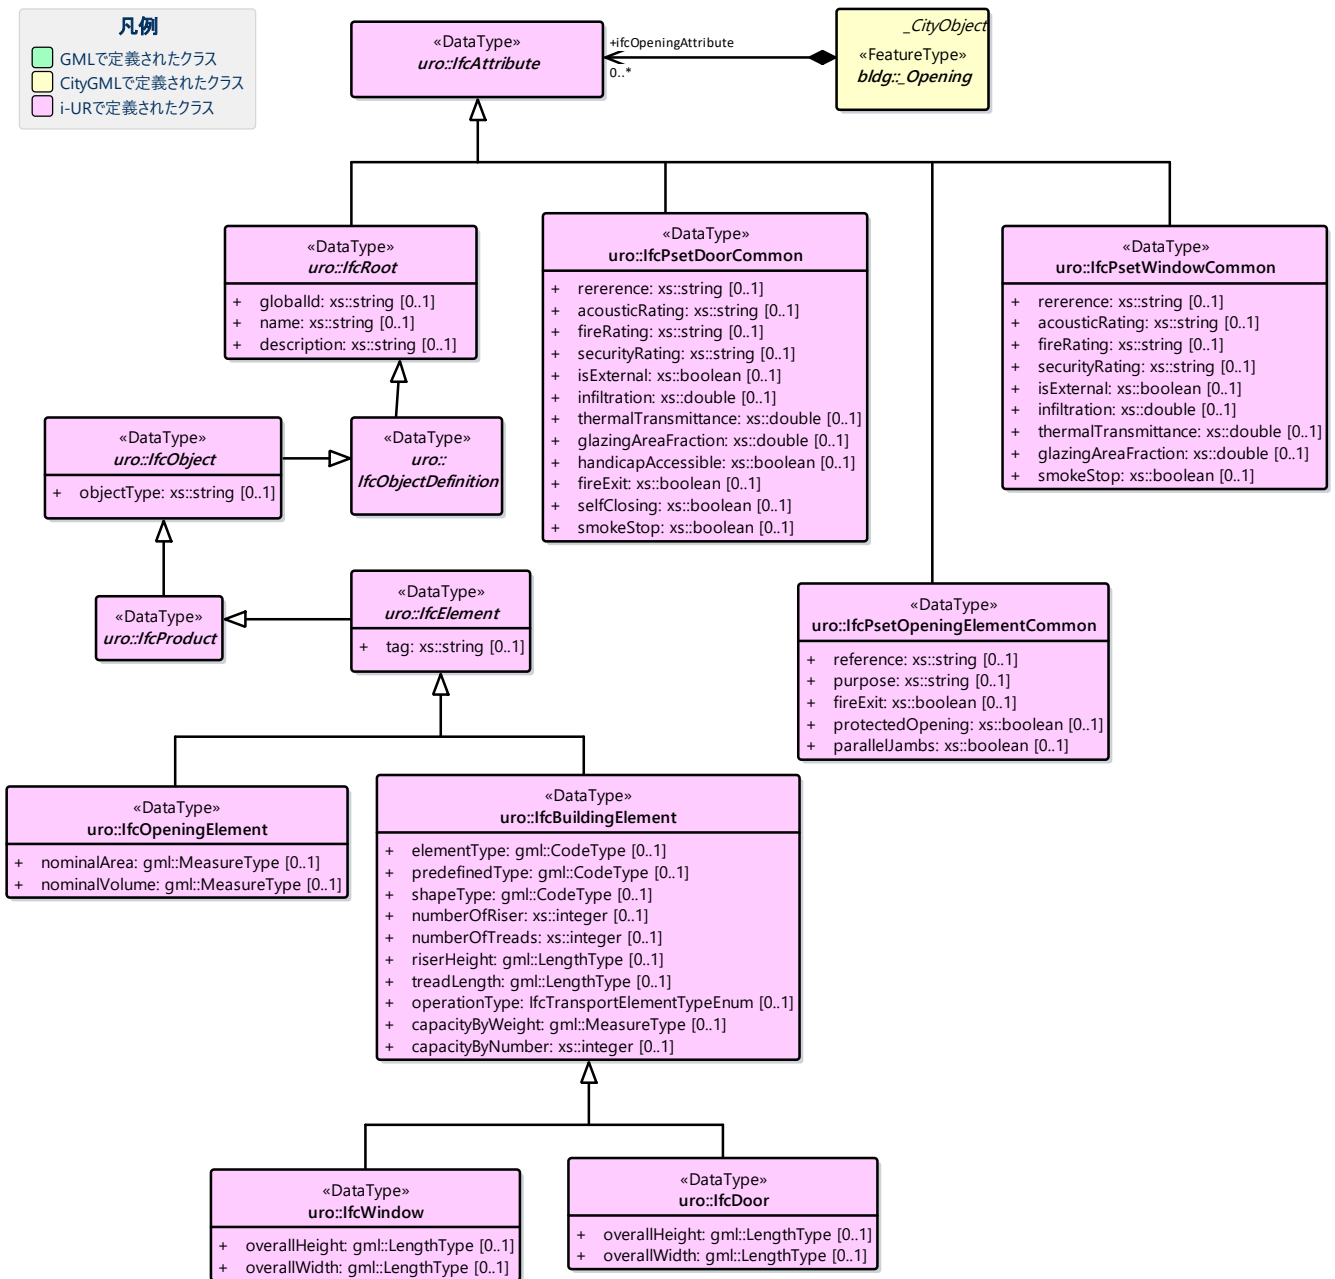 凡例
GMLで定義されたクラス
CityGMLで定義されたクラス
i-URで定義されたクラス
«DataType»
uro::IfcAttribute
+ifcOpeningAttribute
0..*
_CityObject
«FeatureType»
bldg::_Opening
«DataType»
uro::IfcRoot
+ globalId: xs::string [0..1]
+ name: xs::string [0..1]
+ description: xs::string [0..1]
«DataType»
uro::IfcPsetDoorCommon
+ rererence: xs::string [0..1]
+ acousticRating: xs::string [0..1]
+ fireRating: xs::string [0..1]
+ securityRating: xs::string [0..1]
+ isExternal: xs::boolean [0..1]
+ infiltration: xs::double [0..1]
+ thermalTransmittance: xs::double [0..1]
+ glazingAreaFraction: xs::double [0..1]
+ handicapAccessible: xs::boolean [0..1]
+ fireExit: xs::boolean [0..1]
+ selfClosing: xs::boolean [0..1]
+ smokeStop: xs::boolean [0..1]
«DataType»
uro::IfcPsetWindowCommon
+ rererence: xs::string [0..1]
+ acousticRating: xs::string [0..1]
+ fireRating: xs::string [0..1]
+ securityRating: xs::string [0..1]
+ isExternal: xs::boolean [0..1]
+ infiltration: xs::double [0..1]
+ thermalTransmittance: xs::double [0..1]
+ glazingAreaFraction: xs::double [0..1]
+ smokeStop: xs::boolean [0..1]
«DataType»
uro::IfcObject
+ objectType: xs::string [0..1]
«DataType»
uro::
IfcObjectDefinition
«DataType»
uro::IfcProduct
«DataType»
uro::IfcElement
+ tag: xs::string [0..1]
«DataType»
uro::IfcPsetOpeningElementCommon
+ reference: xs::string [0..1]
+ purpose: xs::string [0..1]
+ fireExit: xs::boolean [0..1]
+ protectedOpening: xs::boolean [0..1]
+ parallelJambs: xs::boolean [0..1]
«DataType»
uro::IfcOpeningElement
+ nominalArea: gml::MeasureType [0..1]
+ nominalVolume: gml::MeasureType [0..1]
«DataType»
uro::IfcBuildingElement
+ elementType: gml::CodeType [0..1]
+ predefinedType: gml::CodeType [0..1]
+ shapeType: gml::CodeType [0..1]
+ numberOfRiser: xs::integer [0..1]
+ numberOfTreads: xs::integer [0..1]
+ riserHeight: gml::LengthType [0..1]
+ treadLength: gml::LengthType [0..1]
+ operationType: IfcTransportElementTypeEnum [0..1]
+ capacityByWeight: gml::MeasureType [0..1]
+ capacityByNumber: xs::integer [0..1]
«DataType»
uro::IfcWindow
+ overallHeight: gml::LengthType [0..1]
+ overallWidth: gml::LengthType [0..1]
«DataType»
uro::IfcDoor
+ overallHeight: gml::LengthType [0..1]
+ overallWidth: gml::LengthType [0..1]